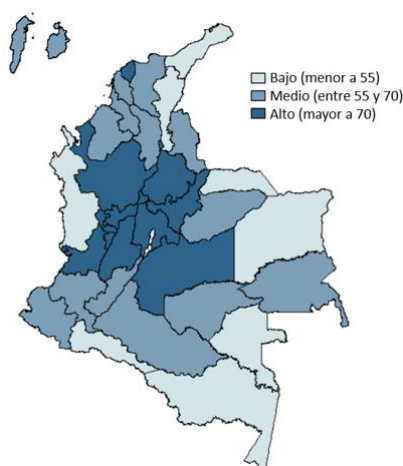 Bajo (menor a 55)
Medio (entre 55 y 70)
Alto (mayor a 70)